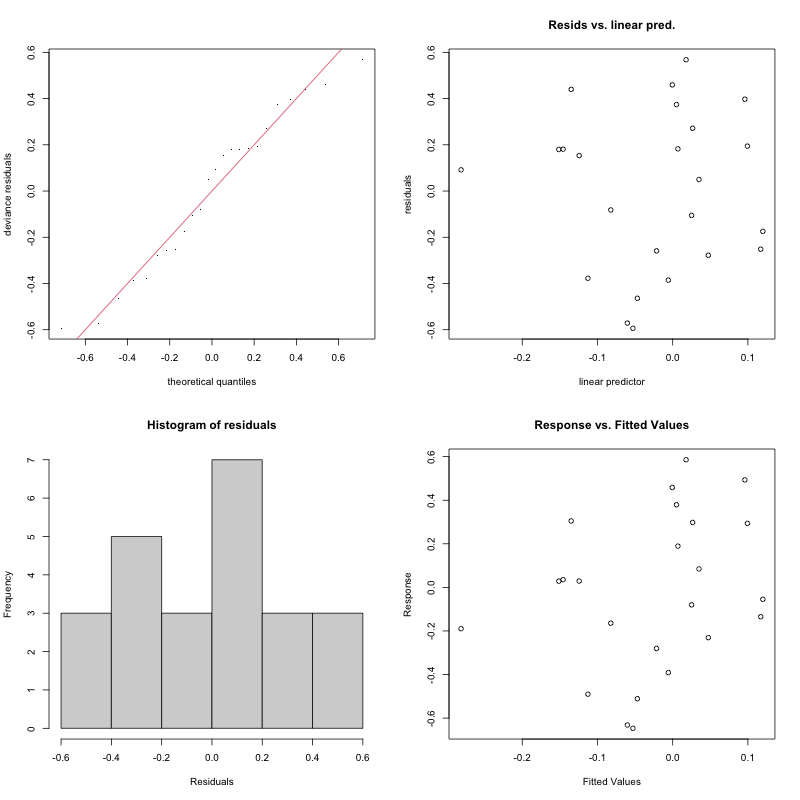 deviance residuals
0.6
0.4
0.2
0.0
-0.2
-0.4
-0.6
-0.6 -0.4 -0.2 0.0 0.2 0.4 0.6
theoretical quantiles
Resids vs. linear pred.
residuals
0.6
0.4
0.2
0.0
-0.2
-0.4
-0.6
-0.2 -0.1 0.0 0.1
linear predictor
Histogram of residuals
Frequency
7
6
5
4
3
2
1
0
-0.6 -0.4 -0.2 0.0 0.2 0.4 0.6
Residuals
Response vs. Fitted Values
Response
0.6
0.4
0.2
0.0
-0.2
-0.4
-0.6
-0.2 -0.1 0.0 0.1
Fitted Values